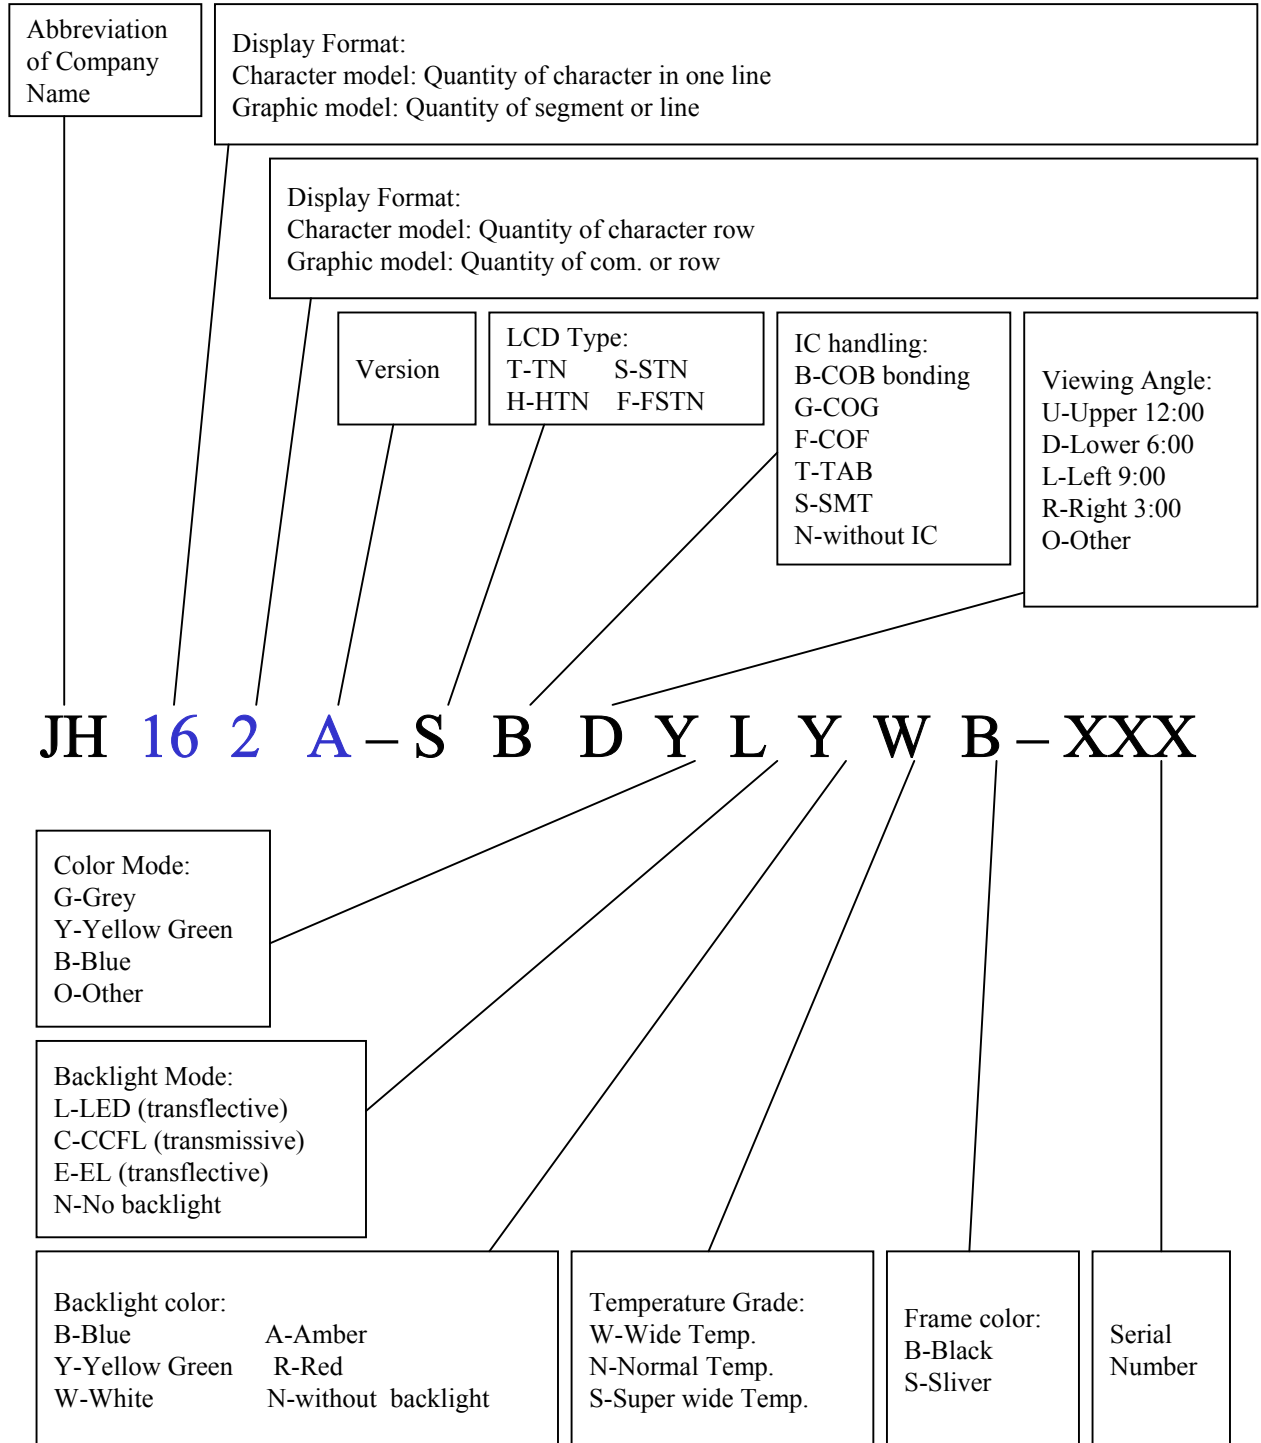 Abbreviation
of Company
Name
Display Format:
Character model: Quantity of character in one line
Graphic model: Quantity of segment or line
Display Format:
Character model: Quantity of character row
Graphic model: Quantity of com. or row
Version
LCD Type:
T-TN S-STN
H-HTN F-FSTN
IC handling:
B-COB bonding
G-COG
F-COF
T-TAB
S-SMT
N-without IC
Viewing Angle:
U-Upper 12:00
D-Lower 6:00
L-Left 9:00
R-Right 3:00
O-Other
JH 16 2 A – S B D Y L Y W B – XXX
Color Mode:
G-Grey
Y-Yellow Green
B-Blue
O-Other
Backlight Mode:
L-LED (transflective)
C-CCFL (transmissive)
E-EL (transflective)
N-No backlight
Backlight color:
B-Blue A-Amber
Y-Yellow Green R-Red
W-White N-without backlight
Temperature Grade:
W-Wide Temp.
N-Normal Temp.
S-Super wide Temp.
Frame color:
B-Black
S-Sliver
Serial
Number